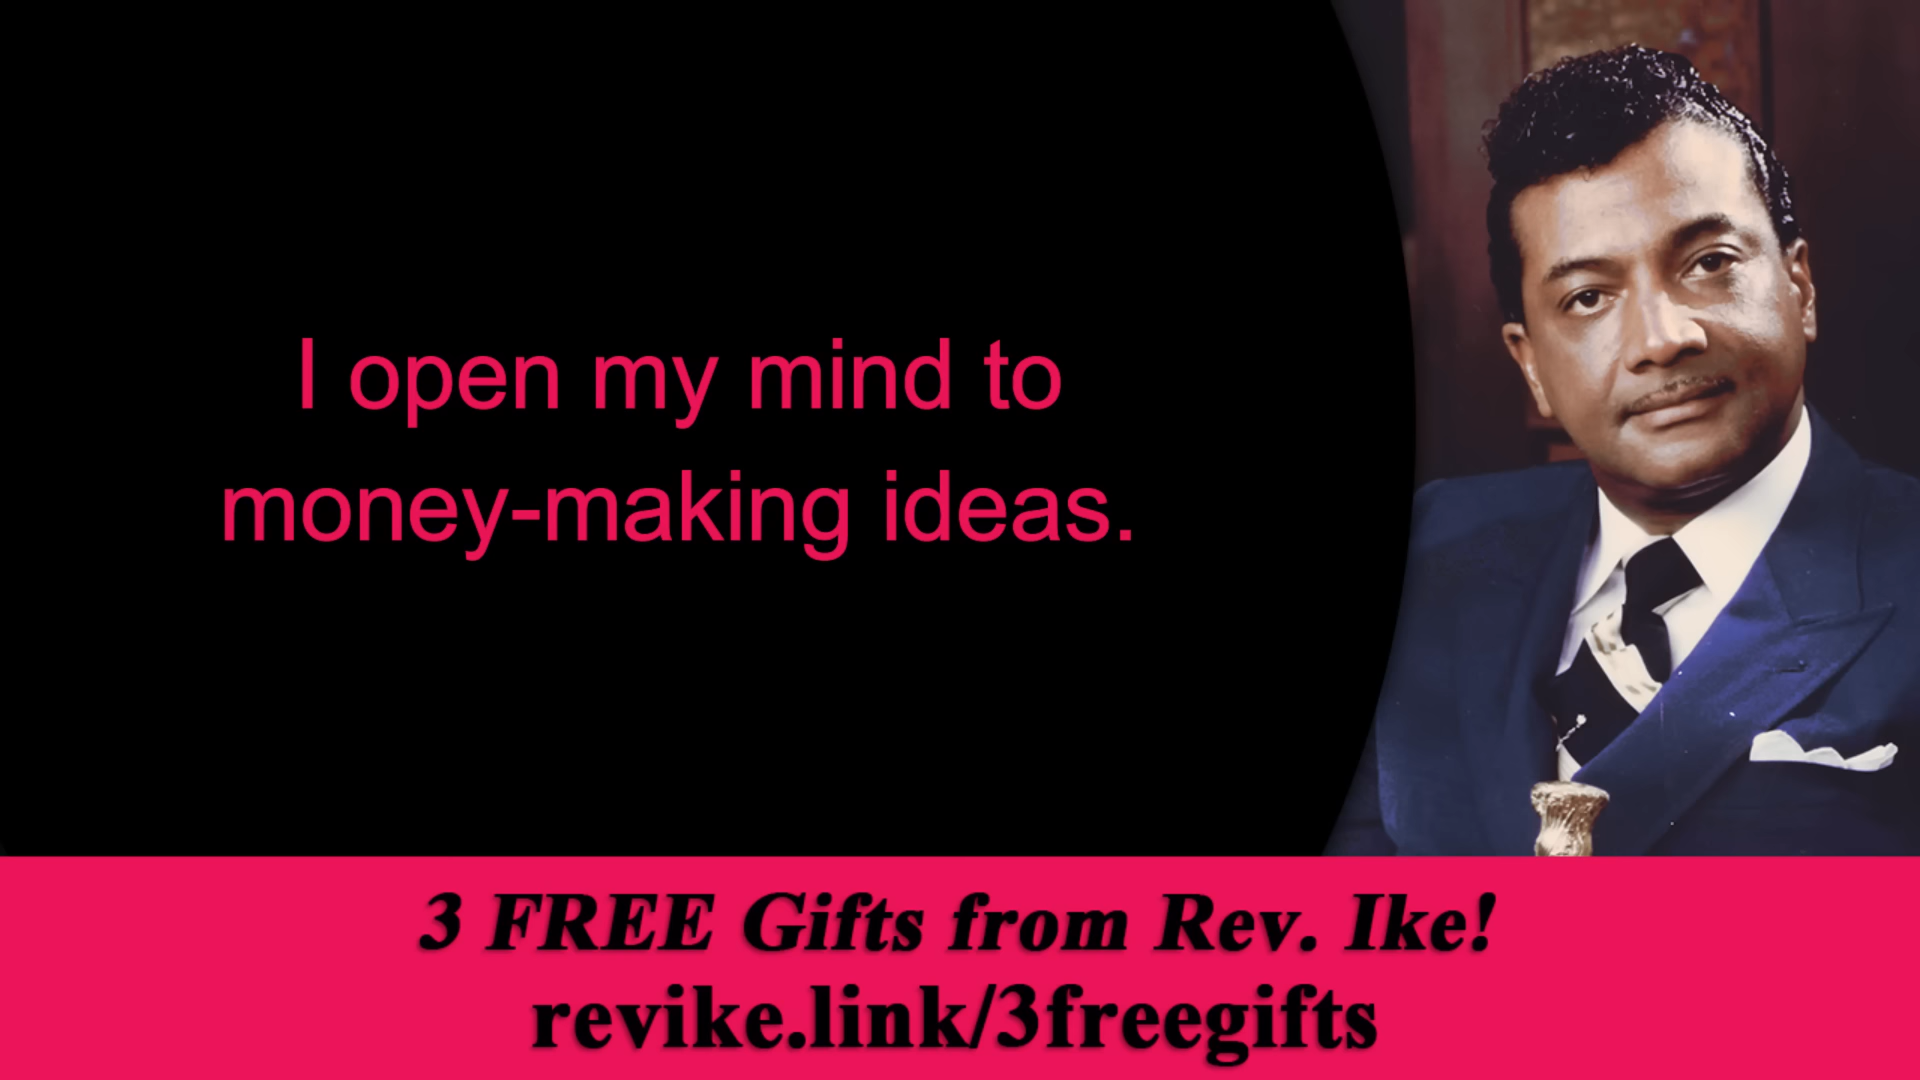 I open my mind to
money-making ideas.
3 FREE Gifts from Rev. Ike!
revike.link/3freegifts